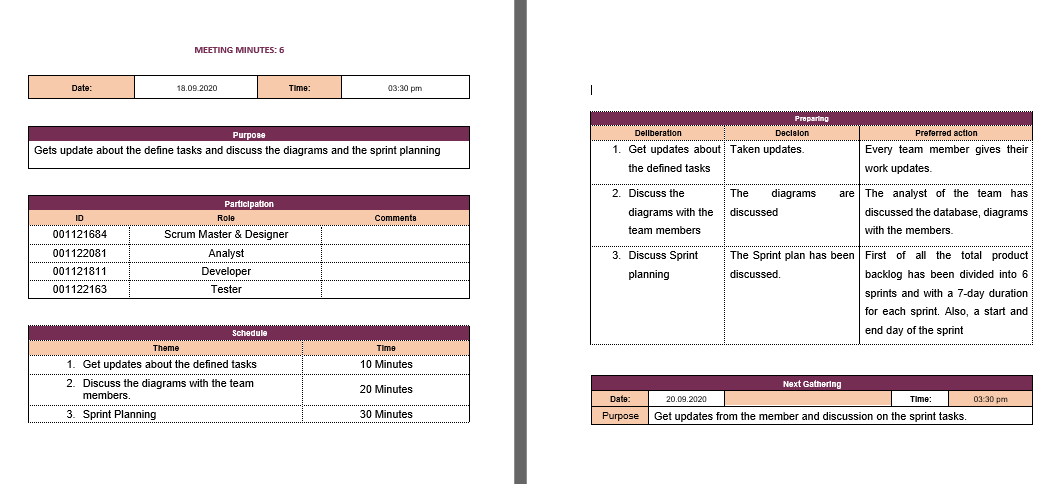 MEETING MINUTES: 6
Date: 18.09.2020 Time: 03:30 pm
Purpose
Gets update about the define tasks and discuss the diagrams and the sprint planning
Participation
ID Role Comments
001121684 Scrum Master & Designer
001122081 Analyst
001121811 Developer
001122163 Tester
Schedule
Theme Time
1. Get updates about the defined tasks 10 Minutes
2. Discuss the diagrams with the team
members. 20 Minutes
3. Sprint Planning 30 Minutes
Preparing
Deliberation Decision Preferred action
1. Get updates about
the defined tasks
Taken updates.
Every team member gives their
work updates.
2. Discuss the
diagrams with the
team members
The diagrams are
discussed
The analyst of the team has
discussed the database, diagrams
with the members.
3. Discuss Sprint
planning
The Sprint plan has been
discussed.
First of all the total product
backlog has been divided into 6
sprints and with a 7-day duration
for each sprint. Also, a start and
end day of the sprint
Next Gathering
Date: 20.09.2020 Time: 03:30 pm
Purpose Get updates from the member and discussion on the sprint tasks.